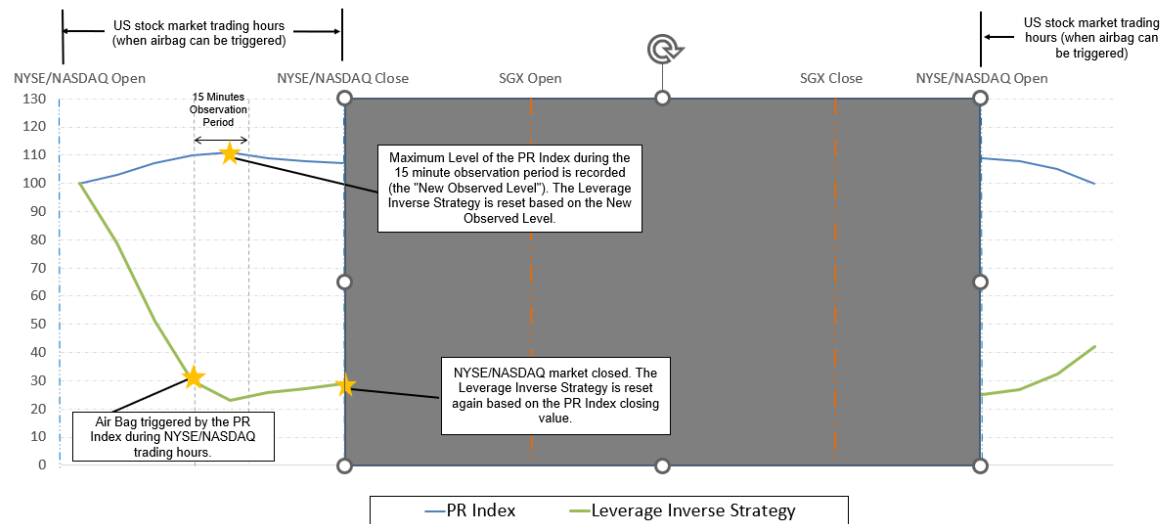 US stock market trading hours
(when airbag can be triggered)
US stock market trading
hours (when airbag can
be triggered)
NYSE/NASDAQ Open
NYSE/NASDAQ Close
SGX Open
SGX Close
NYSE/NASDAQ Open
130
120
110
100
90
80
70
60
50
40
30
20
10
0
15 Minutes
Observation
Period
Maximum Level of the PR Index during the
15 minute observation period is recorded
(the "New Observed Level"). The Leverage
Inverse Strategy is reset based on the New
Observed Level.
NYSE/NASDAQ market closed. The
Leverage Inverse Strategy is reset
again based on the PR Index closing
value.
Air Bag triggered by the PR
Index during NYSE/NASDAQ
trading hours.
PR Index
Leverage Inverse Strategy